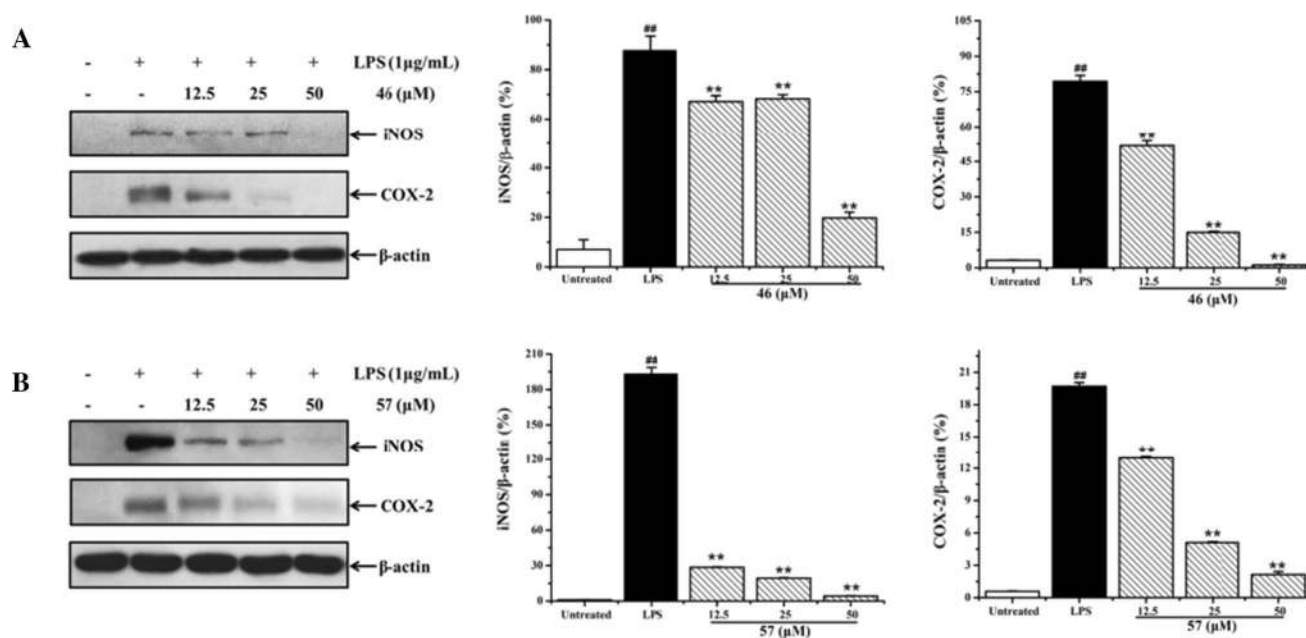 A
- + + + + LPS (1μg/mL)
- - 12.5 25 50 46 (μM)
iNOS
COX-2
β-actin
iNOS/β-actin (%)
100
80
60
40
20
0
##
**
**
**
Untreated LPS 12.5 25 50
46 (μM)
COX-2/β-actin (%)
105
90
75
60
45
30
15
0
##
**
**
**
Untreated LPS 12.5 25 50
46 (μM)
B
- + + + + LPS (1μg/mL)
- - 12.5 25 50 57 (μM)
iNOS
COX-2
β-actin
iNOS/β-actin (%)
210
180
150
120
90
60
30
0
##
**
**
**
Untreated LPS 12.5 25 50
57 (μM)
COX-2/β-actin (%)
21
18
15
12
9
6
3
0
##
**
**
**
Untreated LPS 12.5 25 50
57 (μM)